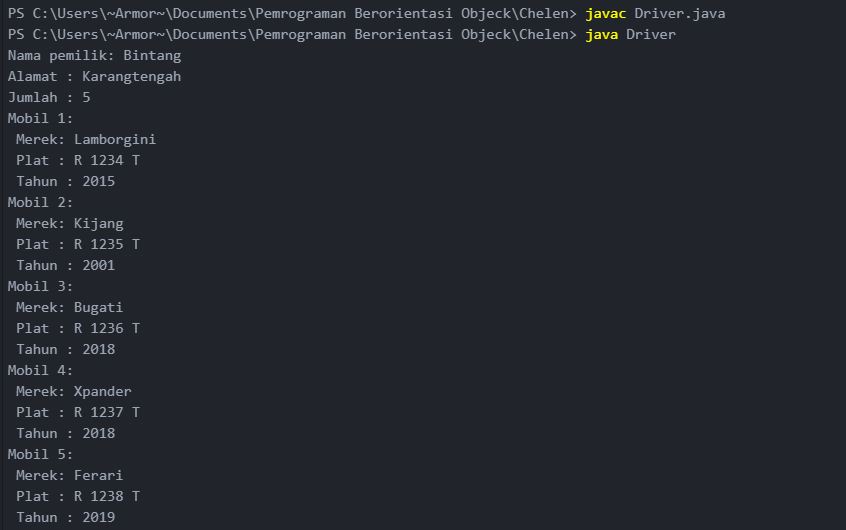 PS C:\Users\~Armor~\Documents\Pemrograman Berorientasi Objeck\Chelen> javac Driver.java
PS C:\Users\~Armor~\Documents\Pemrograman Berorientasi Objeck\Chelen> java Driver
Nama pemilik: Bintang
Alamat : Karangtengah
Jumlah : 5
Mobil 1:
 Merek: Lamborgini
 Plat : R 1234 T
 Tahun : 2015
Mobil 2:
 Merek: Kijang
 Plat : R 1235 T
 Tahun : 2001
Mobil 3:
 Merek: Bugati
 Plat : R 1236 T
 Tahun : 2018
Mobil 4:
 Merek: Xpander
 Plat : R 1237 T
 Tahun : 2018
Mobil 5:
 Merek: Ferari
 Plat : R 1238 T
 Tahun : 2019